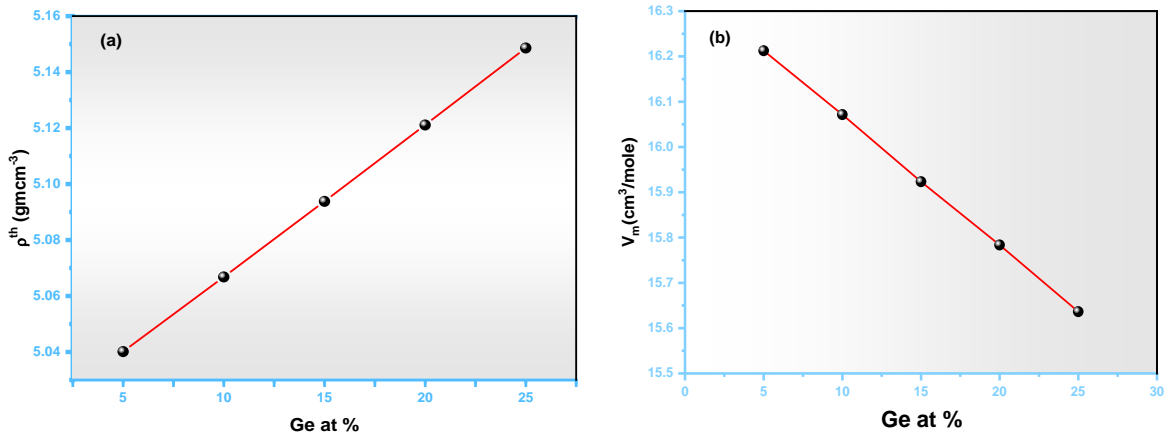 (a)
5.16
5.14
5.12
5.10
5.08
5.06
5.04
ρth (gmcm-3)
5 10 15 20 25
Ge at %
(b)
16.3
16.2
16.1
16.0
15.9
15.8
15.7
15.6
15.5
Vm(cm3/mole)
0 5 10 15 20 25 30
Ge at %